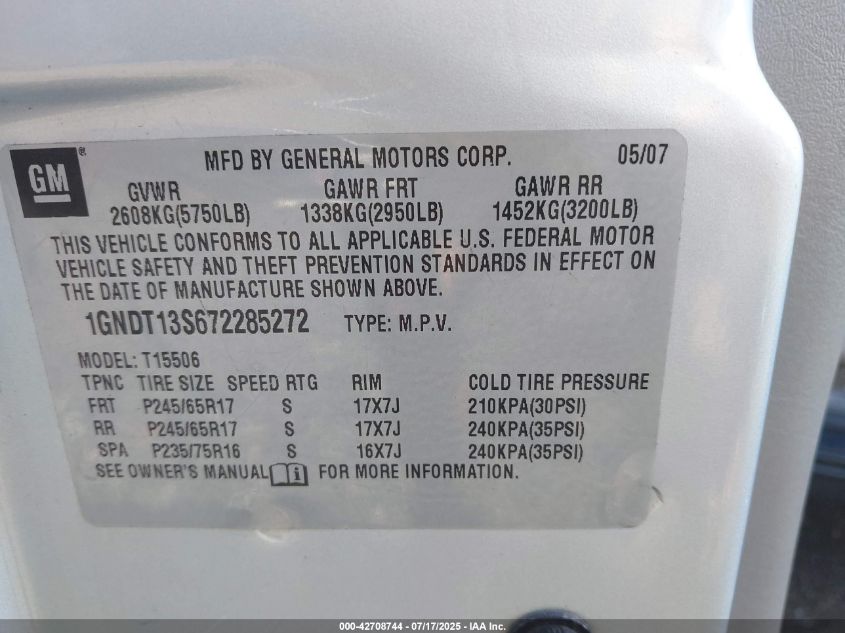 GM ® MFD BY GENERAL MOTORS CORP. 05/07
GVWR GAWR FRT GAWR RR
2608KG(5750LB) 1338KG(2950LB) 1452KG(3200LB)
THIS VEHICLE CONFORMS TO ALL APPLICABLE U.S. FEDERAL MOTOR
VEHICLE SAFETY AND THEFT PREVENTION STANDARDS IN EFFECT ON
THE DATE OF MANUFACTURE SHOWN ABOVE.
1GNDT13S672285272 TYPE: M.P.V.
MODEL: T15506
TPNC TIRE SIZE SPEED RTG RIM COLD TIRE PRESSURE
FRT P245/65R17 S 17X7J 210KPA(30PSI)
RR P245/65R17 S 17X7J 240KPA(35PSI)
SPA P235/75R16 S 16X7J 240KPA(35PSI)
SEE OWNER'S MANUAL i FOR MORE INFORMATION.
000-42708744 - 07/17/2025 - IAA Inc.